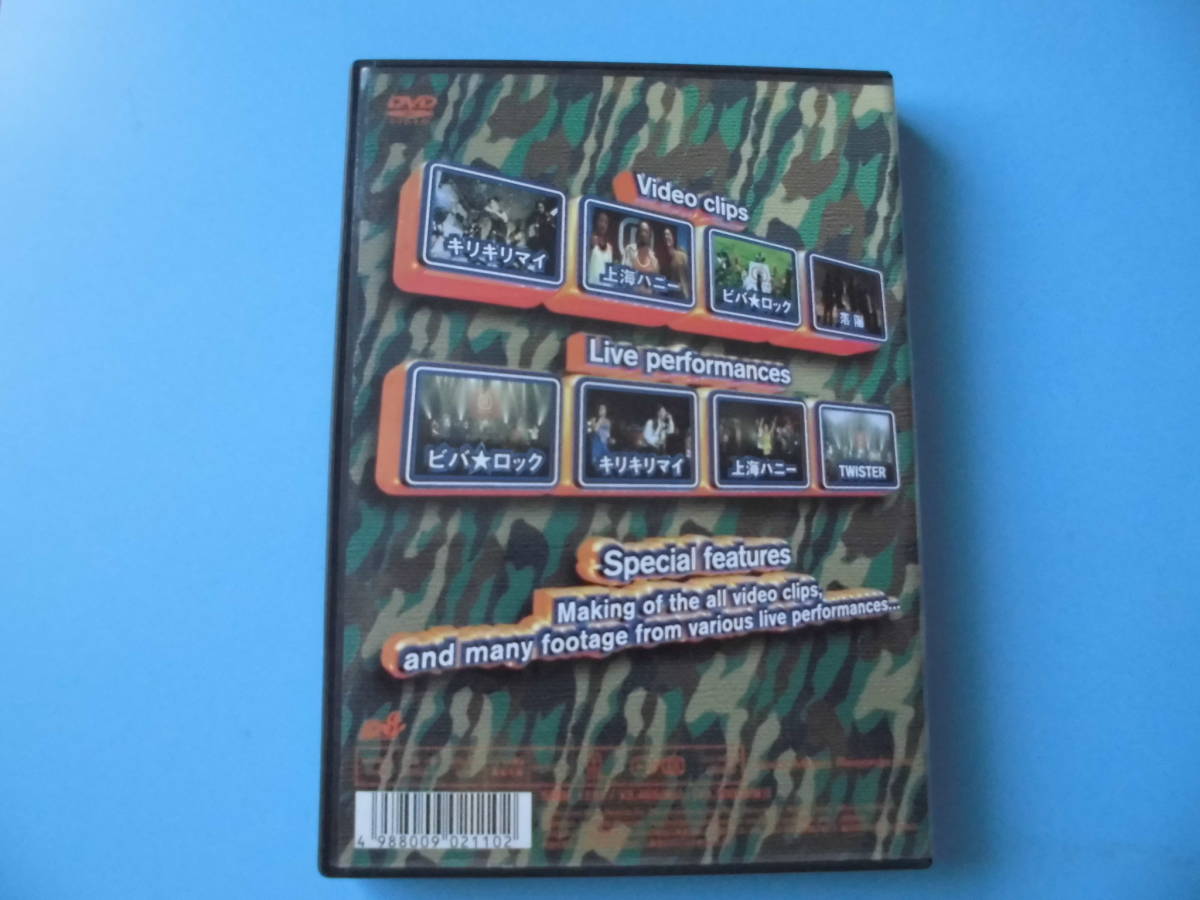 DVD
Video clips
キリキリマイ
上海ハニー
ビバ★ロック
落陽
Live performances
ビバ★ロック
キリキリマイ
上海ハニー
TWISTER
Special features
Making of the all video clips,
and many footage from various live performances...
4 988009 021102